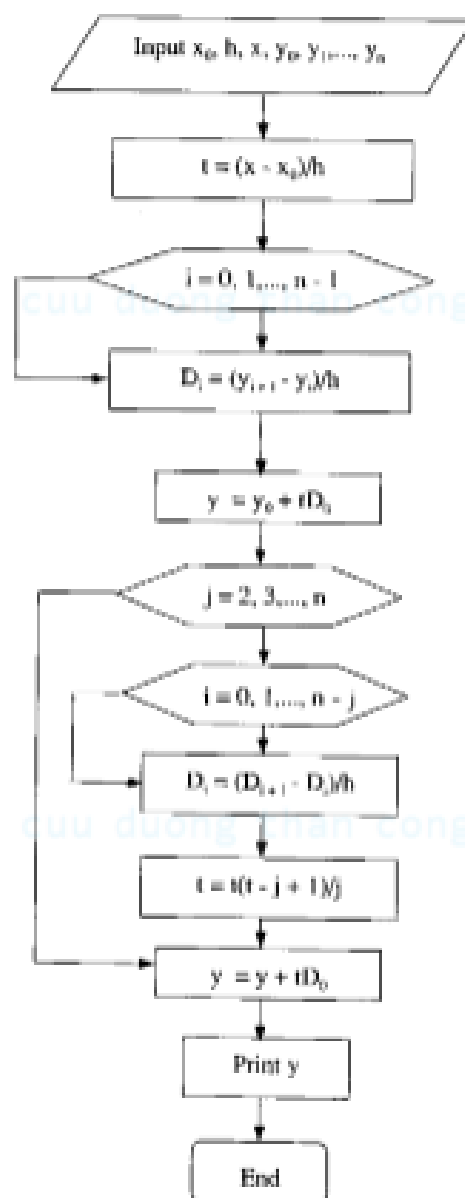 Input x₀, h, x, y₀, y₁,..., yₙ
t = (x - x₀)/h
i = 0, 1,..., n - 1
cuu duong than cong
Dᵢ = (yᵢ₊₁ - yᵢ)/h
y = y₀ + tD₀
j = 2, 3,..., n
i = 0, 1,..., n - j
Dᵢ = (Dᵢ₊₁ - Dᵢ)/h
cuu duong than cong
t = t(t - j + 1)/j
y = y + tD₀
Print y
End